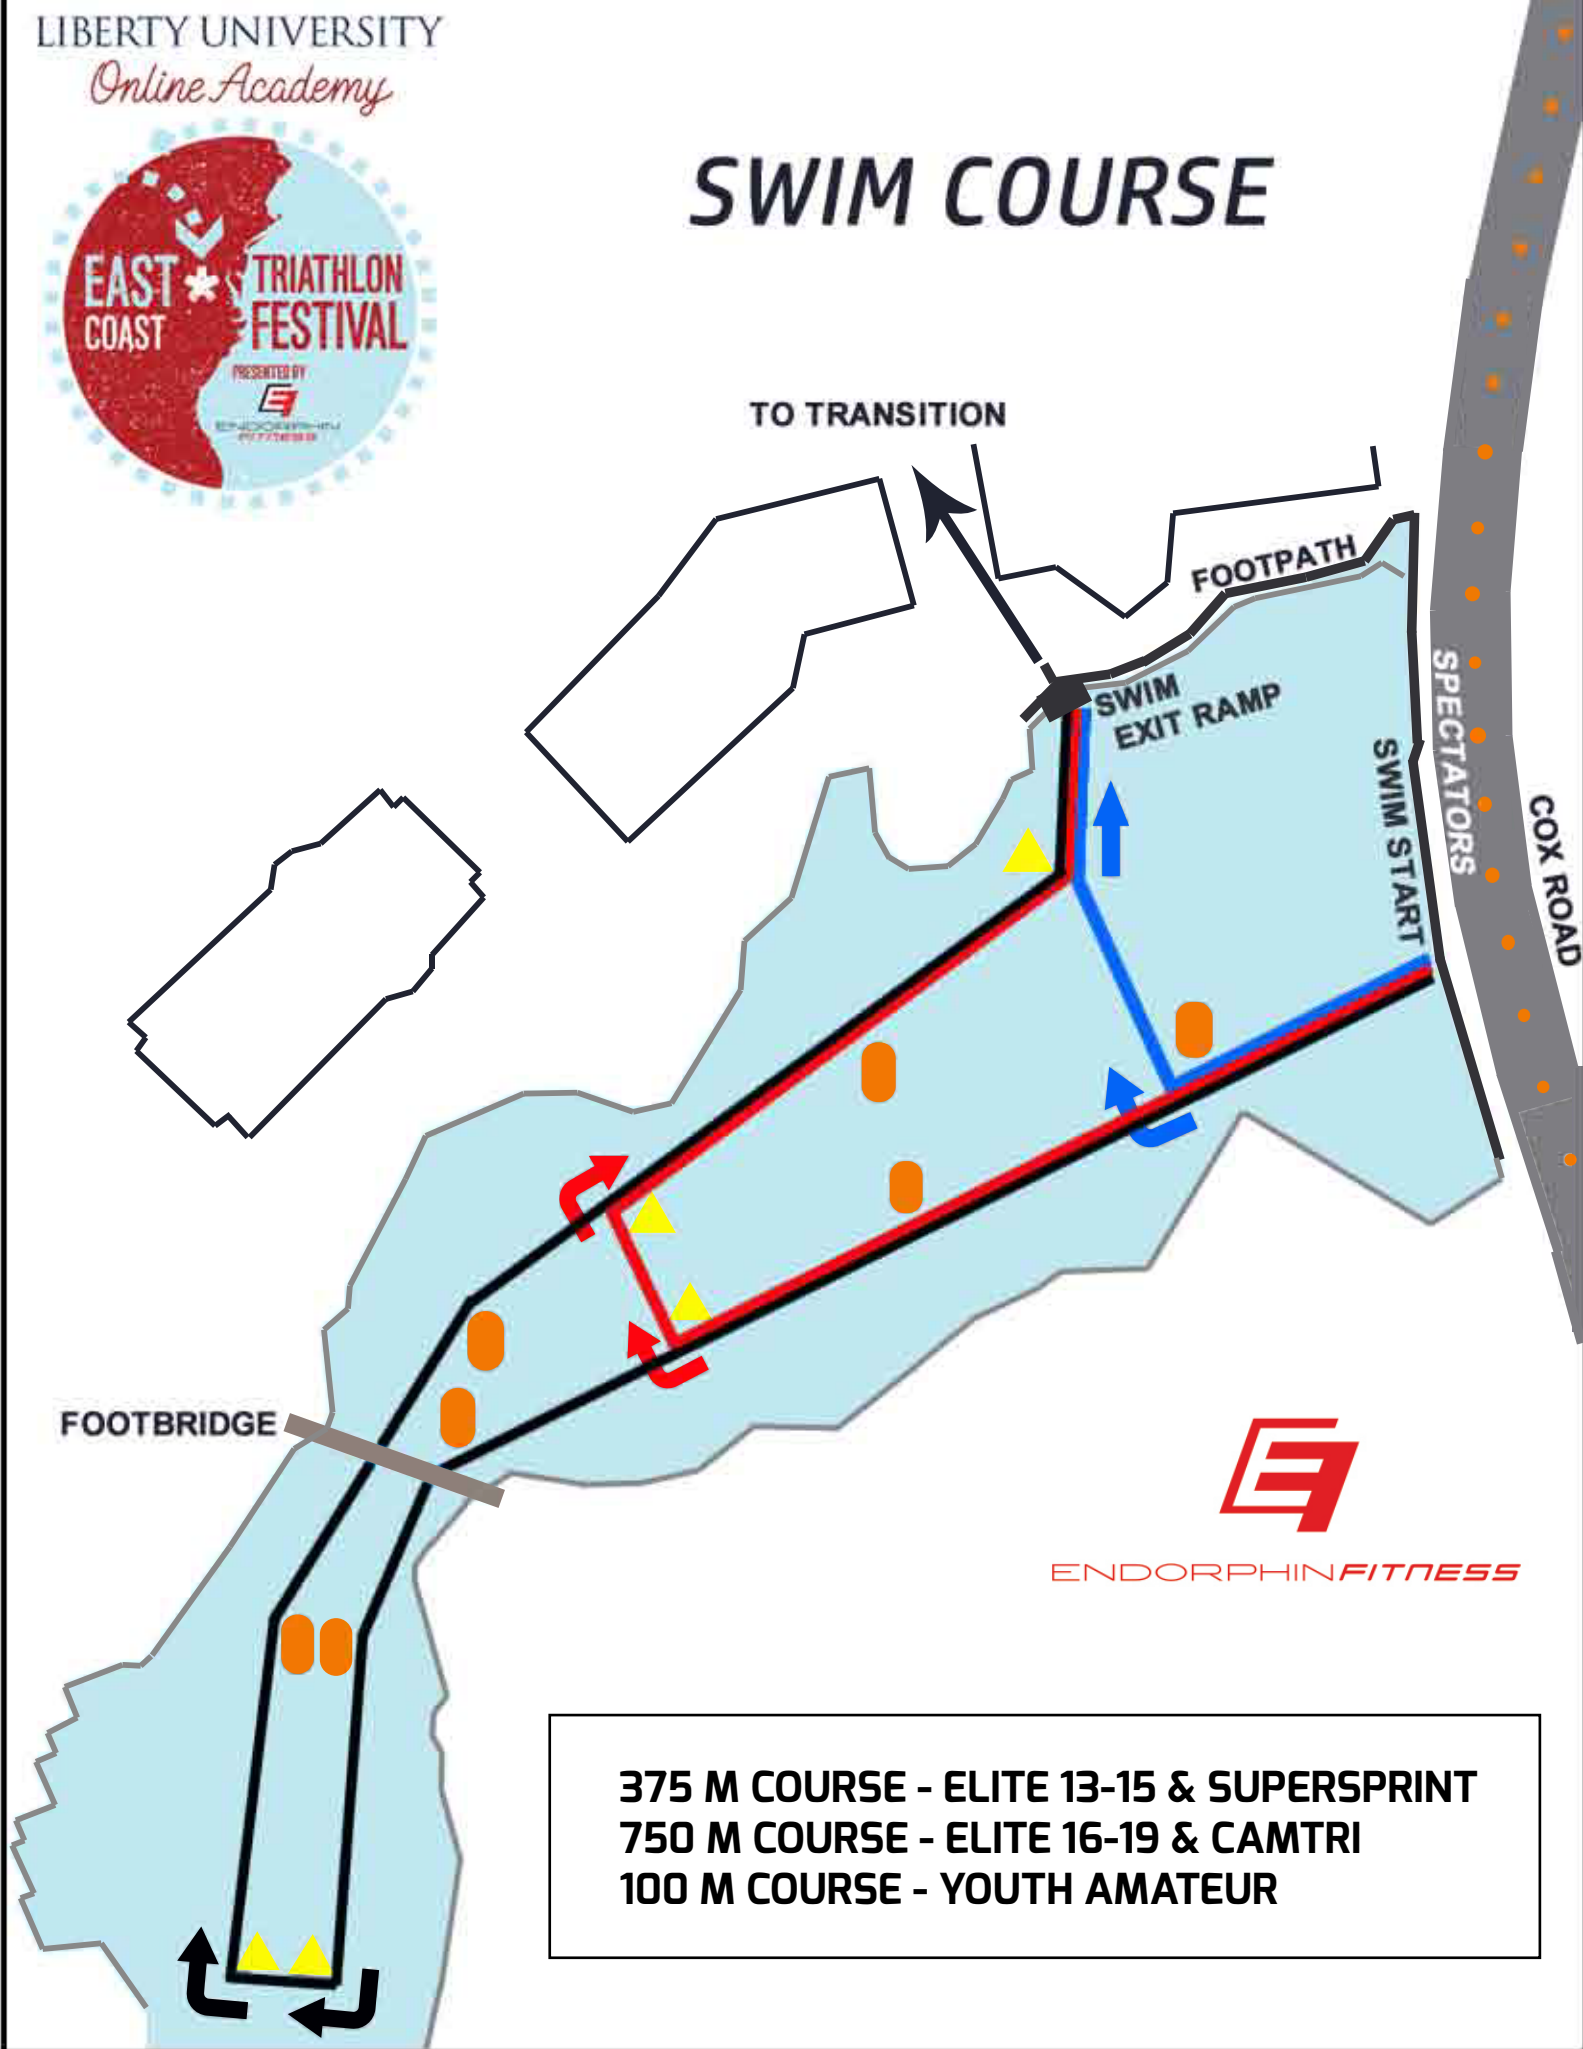 LIBERTY UNIVERSITY
Online Academy
EAST
COAST
TRIATHLON
FESTIVAL
PRESENTED BY
ENDORPHIN
FITNESS
SWIM COURSE
TO TRANSITION
FOOTPATH
SWIM
EXIT RAMP
SPECTATORS
SWIM START
COX ROAD
FOOTBRIDGE
ENDORPHINFITNESS
375 M COURSE - ELITE 13-15 & SUPERSPRINT
750 M COURSE - ELITE 16-19 & CAMTRI
100 M COURSE - YOUTH AMATEUR